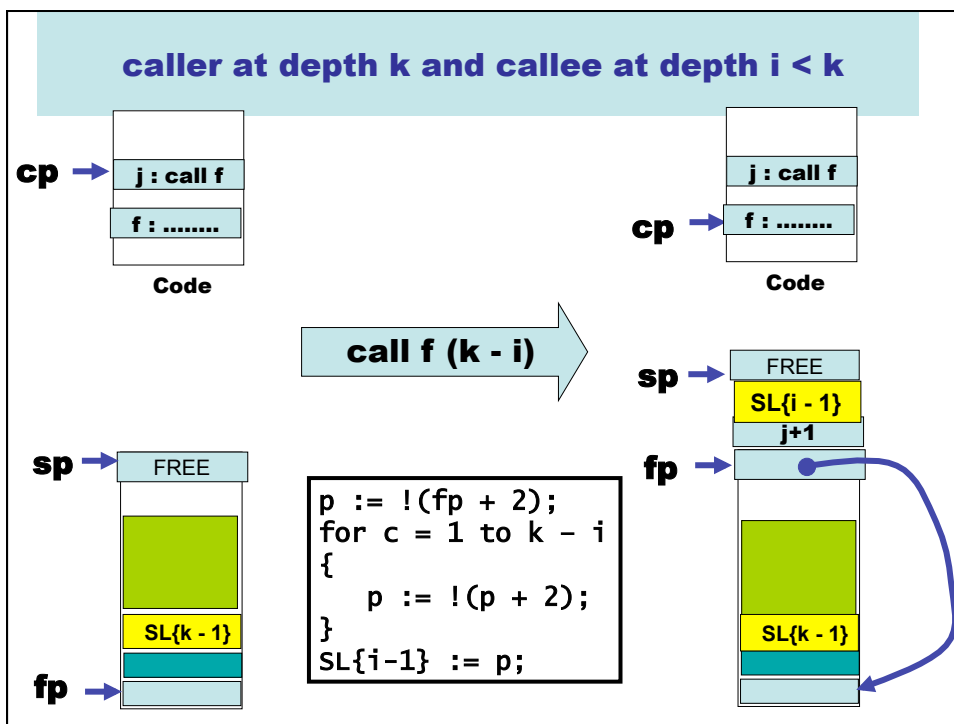 caller at depth k and callee at depth i < k
cp
j : call f
f : ........
Code
j : call f
cp
f : ........
Code
call f (k - i)
sp
FREE
SL{i - 1}
j+1
fp
sp
FREE
SL{k - 1}
fp
p := !(fp + 2);
for c = 1 to k – i
{
p := !(p + 2);
}
SL{i-1} := p;
SL{k - 1}